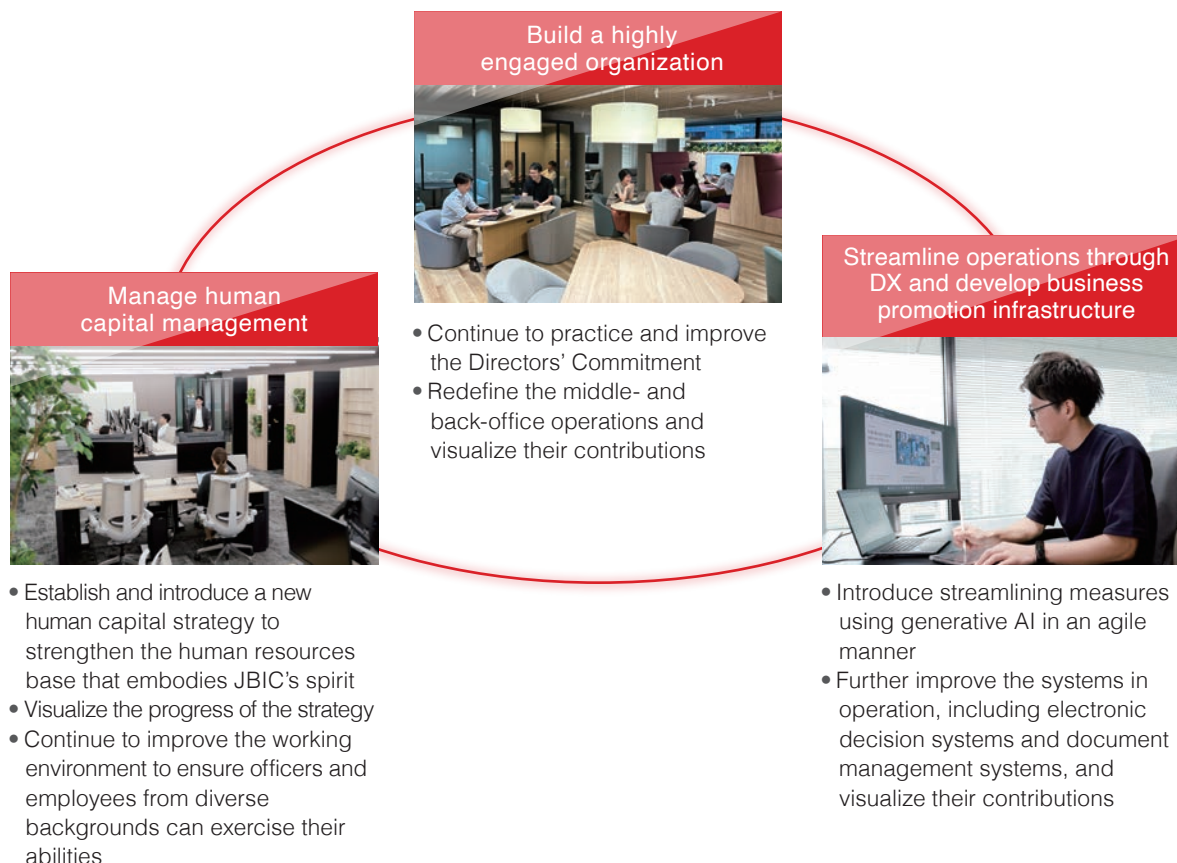 Build a highly
engaged organization
• Continue to practice and improve
the Directors’ Commitment
• Redefine the middle- and
back-office operations and
visualize their contributions
Manage human
capital management
• Establish and introduce a new
human capital strategy to
strengthen the human resources
base that embodies JBIC’s spirit
• Visualize the progress of the strategy
• Continue to improve the working
environment to ensure officers and
employees from diverse
backgrounds can exercise their
abilities
Streamline operations through
DX and develop business
promotion infrastructure
• Introduce streamlining measures
using generative AI in an agile
manner
• Further improve the systems in
operation, including electronic
decision systems and document
management systems, and
visualize their contributions